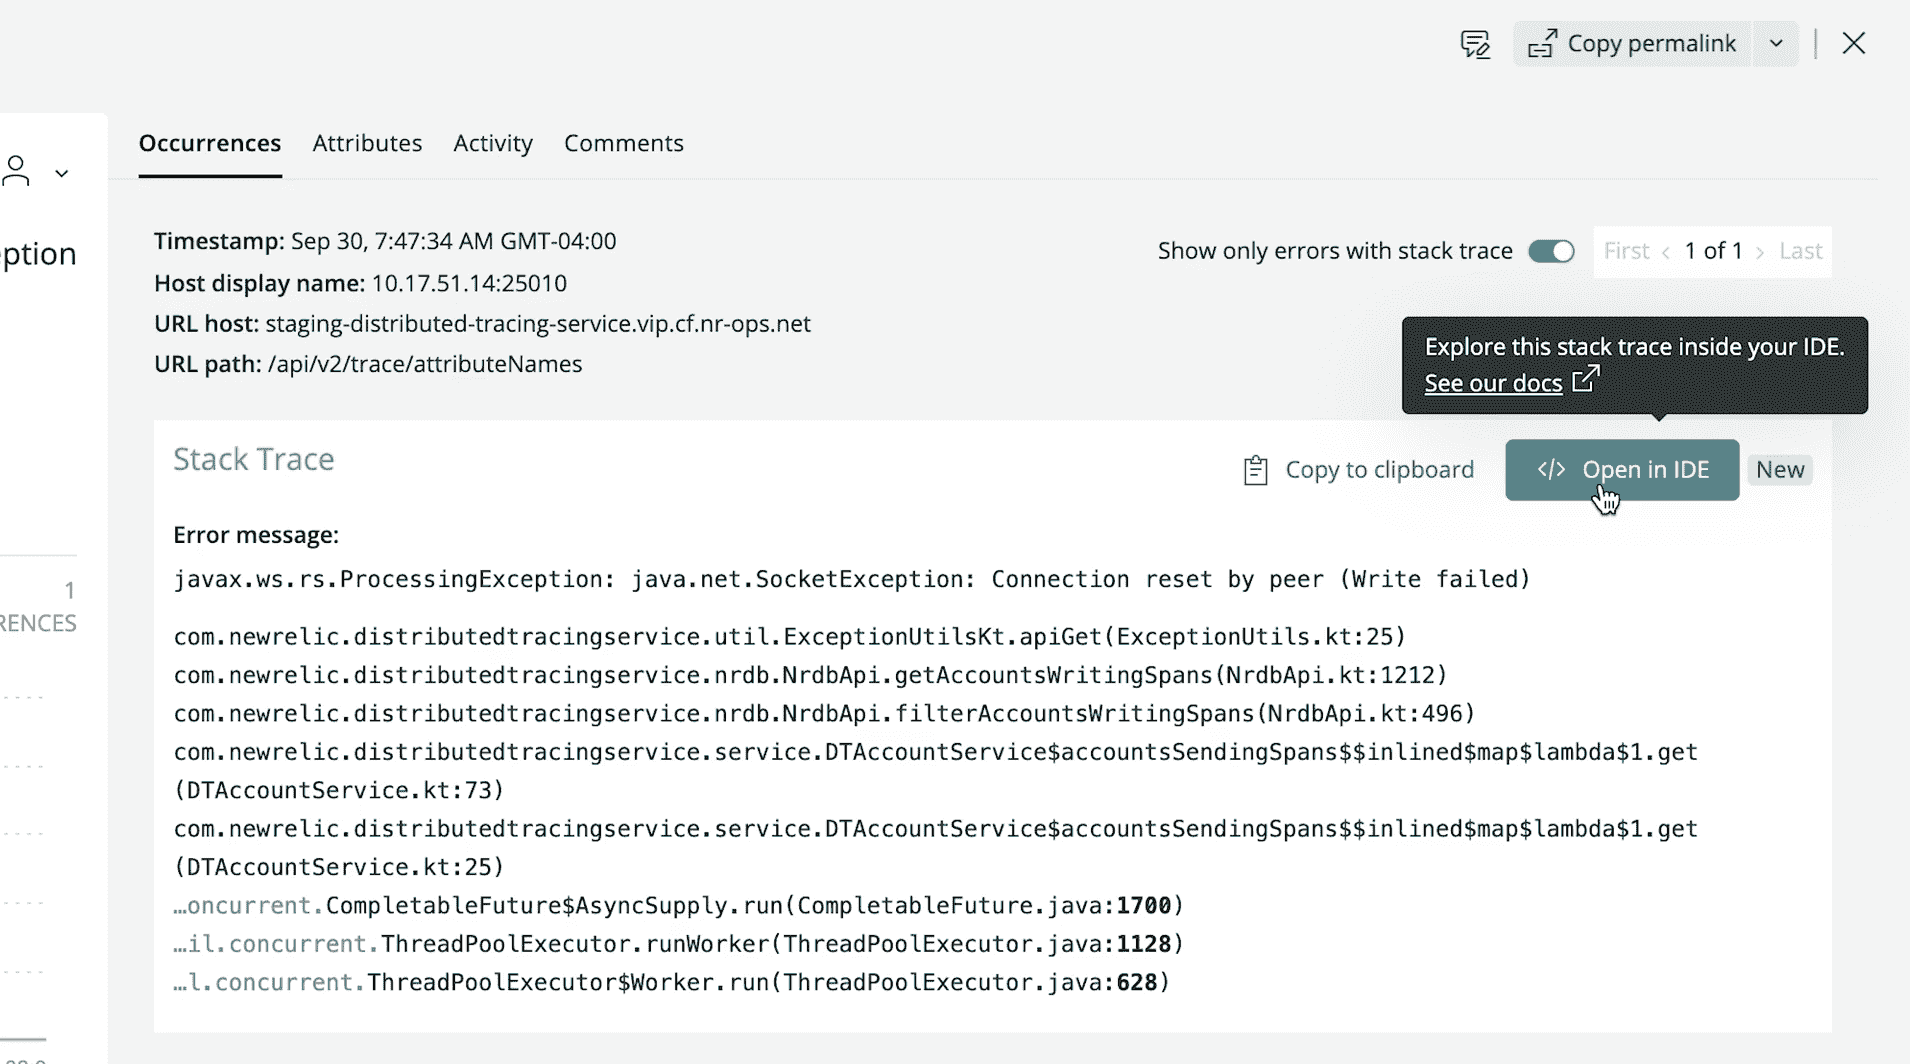 Copy permalink
Occurrences Attributes Activity Comments
ption
Timestamp: Sep 30, 7:47:34 AM GMT-04:00
Show only errors with stack trace
First < 1 of 1 > Last
Host display name: 10.17.51.14:25010
URL host: staging-distributed-tracing-service.vip.cf.nr-ops.net
URL path: /api/v2/trace/attributeNames
Explore this stack trace inside your IDE.
See our docs
Stack Trace
Copy to clipboard
</> Open in IDE
New
Error message:
javax.ws.rs.ProcessingException: java.net.SocketException: Connection reset by peer (Write failed)
1
RENCES
com.newrelic.distributedtracingservice.util.ExceptionUtilsKt.apiGet(ExceptionUtils.kt:25)
com.newrelic.distributedtracingservice.nrdb.NrdbApi.getAccountsWritingSpans(NrdbApi.kt:1212)
com.newrelic.distributedtracingservice.nrdb.NrdbApi.filterAccountsWritingSpans(NrdbApi.kt:496)
com.newrelic.distributedtracingservice.service.DTAccountService$accountsSendingSpans$$inlined$map$lambda$1.get
(DTAccountService.kt:73)
com.newrelic.distributedtracingservice.service.DTAccountService$accountsSendingSpans$$inlined$map$lambda$1.get
(DTAccountService.kt:25)
…oncurrent.CompletableFuture$AsyncSupply.run(CompletableFuture.java:1700)
…il.concurrent.ThreadPoolExecutor.runWorker(ThreadPoolExecutor.java:1128)
…l.concurrent.ThreadPoolExecutor$Worker.run(ThreadPoolExecutor.java:628)